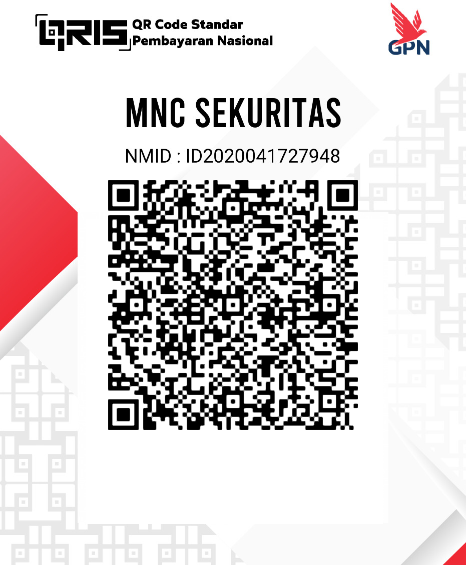 QRIS QR Code Standar
Pembayaran Nasional
GPN
MNC SEKURITAS
NMID : ID2020041727948